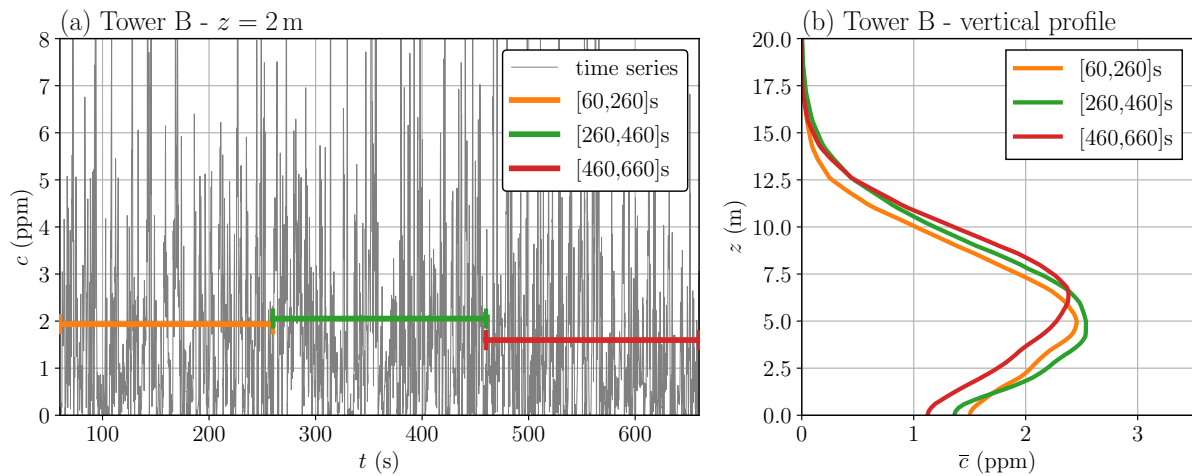 (a) Tower B - z = 2 m
8
7
6
5
4
3
2
1
0
c (ppm)
100 200 300 400 500 600
t (s)
time series
[60,260]s
[260,460]s
[460,660]s
(b) Tower B - vertical profile
20.0
17.5
15.0
12.5
10.0
7.5
5.0
2.5
0.0
z (m)
0 1 2 3
c̅ (ppm)
[60,260]s
[260,460]s
[460,660]s